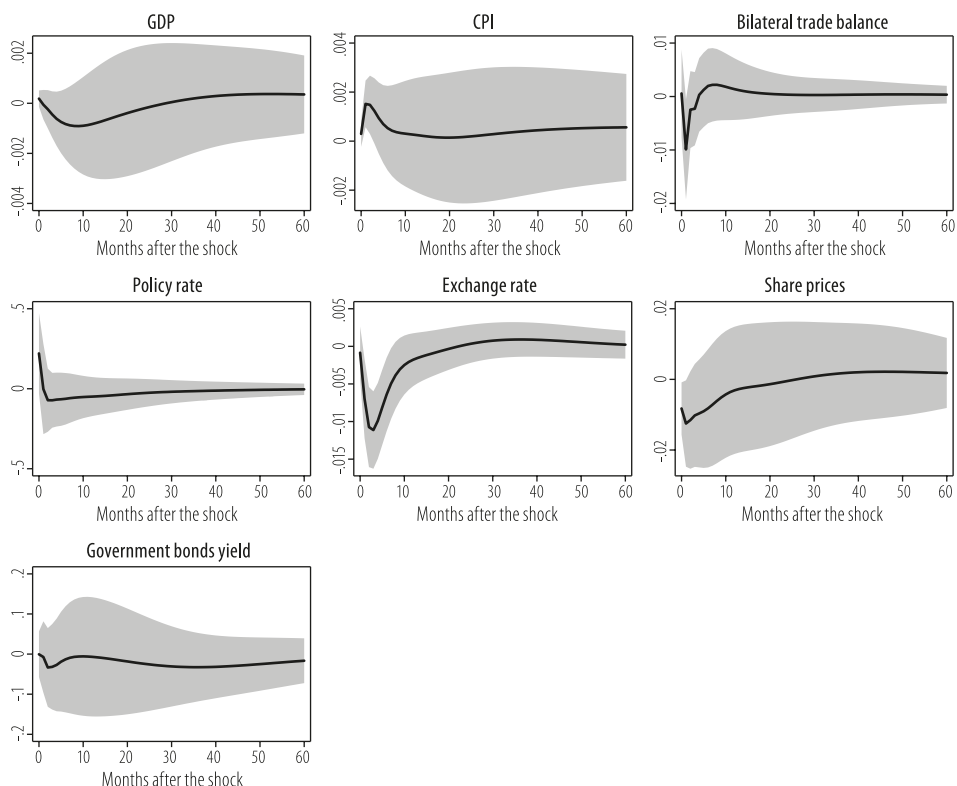 GDP
.002
0
-.002
-.004
0 10 20 30 40 50 60
Months after the shock
CPI
.004
.002
0
-.002
0 10 20 30 40 50 60
Months after the shock
Bilateral trade balance
.01
0
-.01
-.02
0 10 20 30 40 50 60
Months after the shock
Policy rate
.5
0
-.5
0 10 20 30 40 50 60
Months after the shock
Exchange rate
.005
0
-.005
-.01
-.015
0 10 20 30 40 50 60
Months after the shock
Share prices
.02
0
-.02
0 10 20 30 40 50 60
Months after the shock
Government bonds yield
.2
.1
0
-.1
-.2
0 10 20 30 40 50 60
Months after the shock